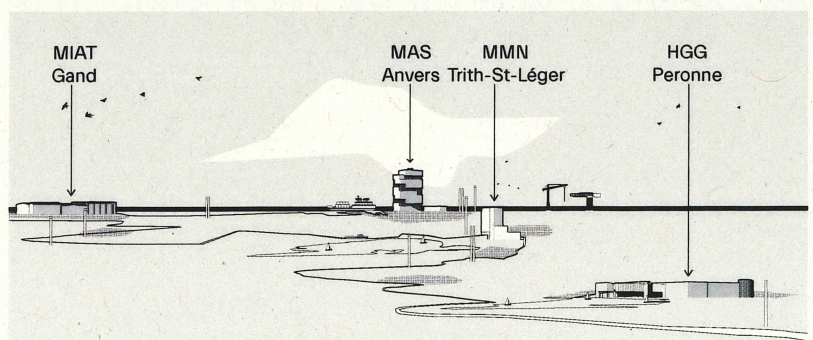 MIAT
Gand
MAS
Anvers
MMN
Trith-St-Léger
HGG
Peronne